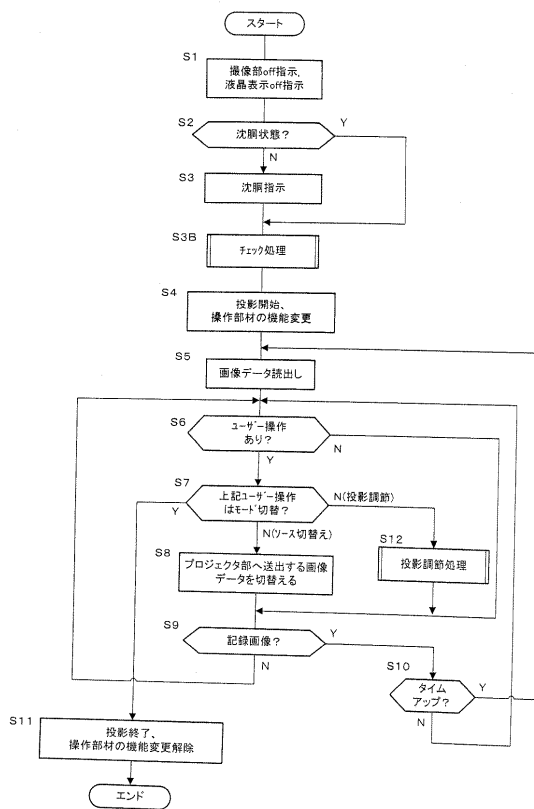 スタート
S1
撮像部off指示,
液晶表示off指示
S2
沈胴状態?
Y
N
S3
沈胴指示
S3B
チェック処理
S4
投影開始、
操作部材の機能変更
S5
画像データ読出し
S6
ユーザー操作
あり?
N
Y
S7
上記ユーザー操作
はモード切替?
Y
N(投影調節)
N(ソース切替え)
S8
プロジェクタ部へ送出する画像
データを切替える
S12
投影調節処理
S9
記録画像?
Y
N
S10
タイム
アップ?
Y
N
S11
投影終了、
操作部材の機能変更解除
エンド